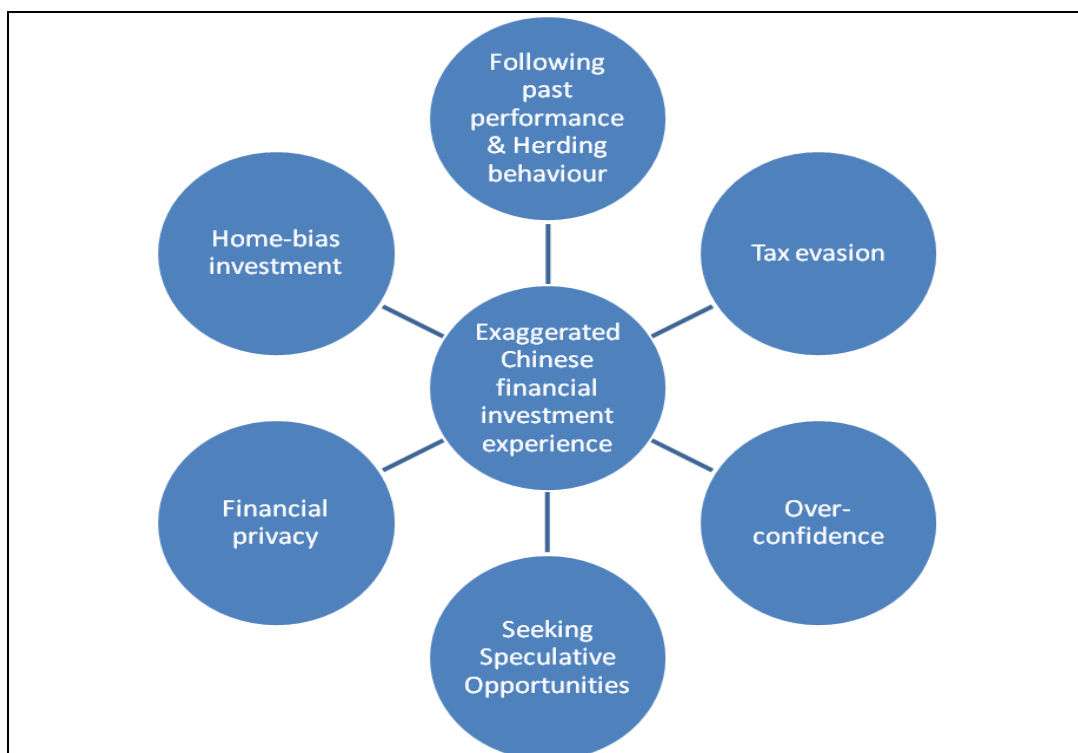 Following
past
performance
& Herding
behaviour
Home-bias
investment
Tax evasion
Exaggerated
Chinese
financial
investment
experience
Financial
privacy
Over-
confidence
Seeking
Speculative
Opportunities